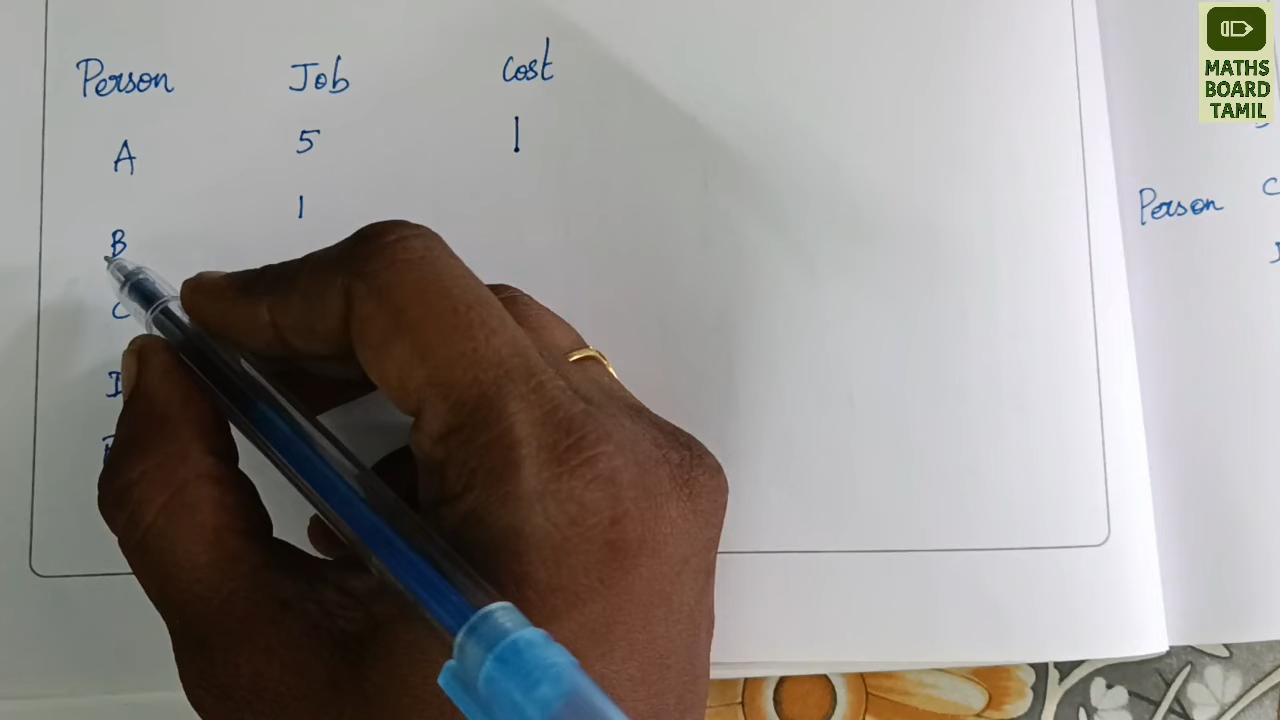 Person Job Cost
A 5 1
B 1
C
D
Person
MATHS
BOARD
TAMIL